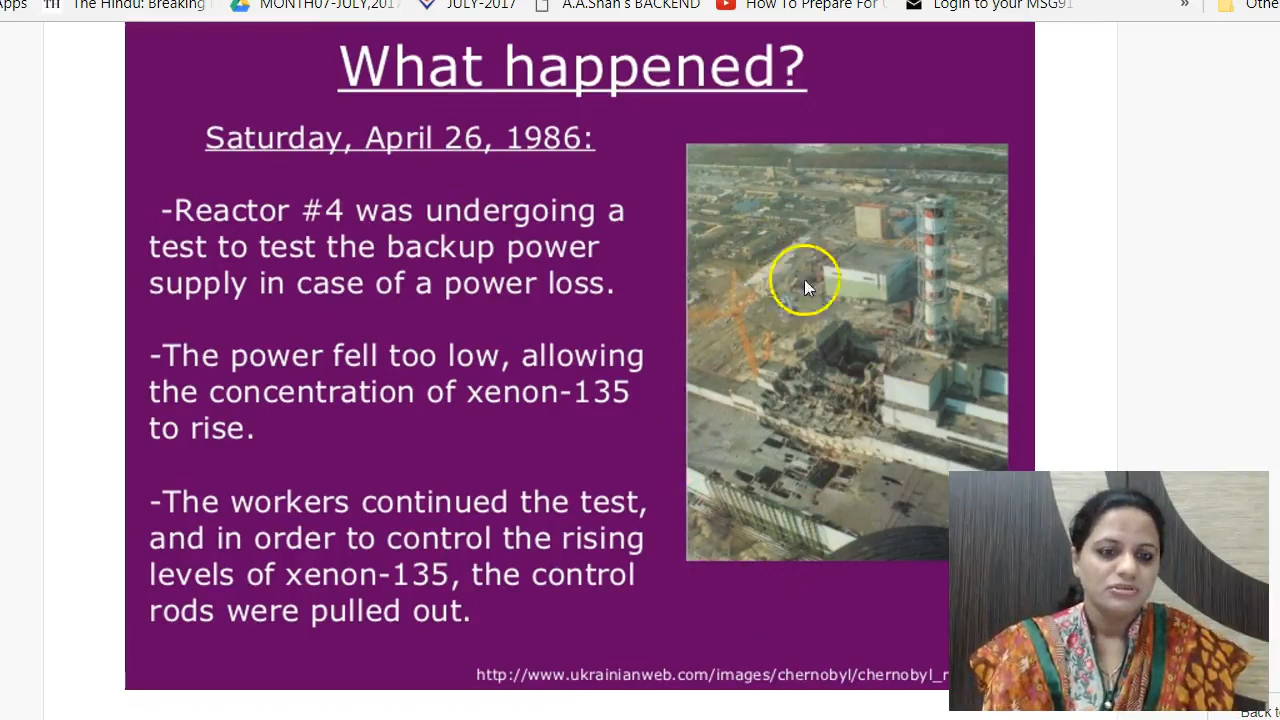 The Hindu: Breaking MONTH07-JULY,2017 JULY-2017 A.A.Shah's BACKEND How To Prepare For Login to your MSG91 »
What happened?
Saturday, April 26, 1986:
-Reactor #4 was undergoing a
test to test the backup power
supply in case of a power loss.
-The power fell too low, allowing
the concentration of xenon-135
to rise.
-The workers continued the test,
and in order to control the rising
levels of xenon-135, the control
rods were pulled out.
http://www.ukrainianweb.com/images/chernobyl/chernobyl_r